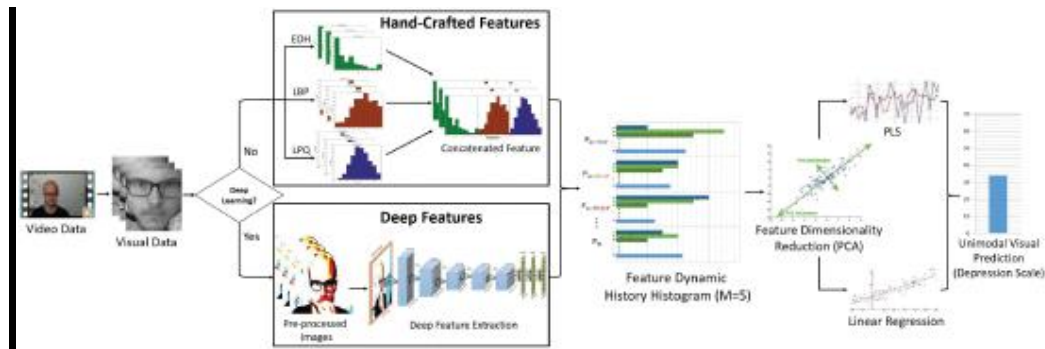 Hand-Crafted Features
EOH
LBP
LPQ
Concatenated Feature
No
Deep
Learning?
Yes
Video Data
Visual Data
Deep Features
Pre-processed
Images
Deep Feature Extraction
Feature Dynamic
History Histogram (M=5)
Feature Dimensionality
Reduction (PCA)
PLS
Linear Regression
Unimodal Visual
Prediction
(Depression Scale)